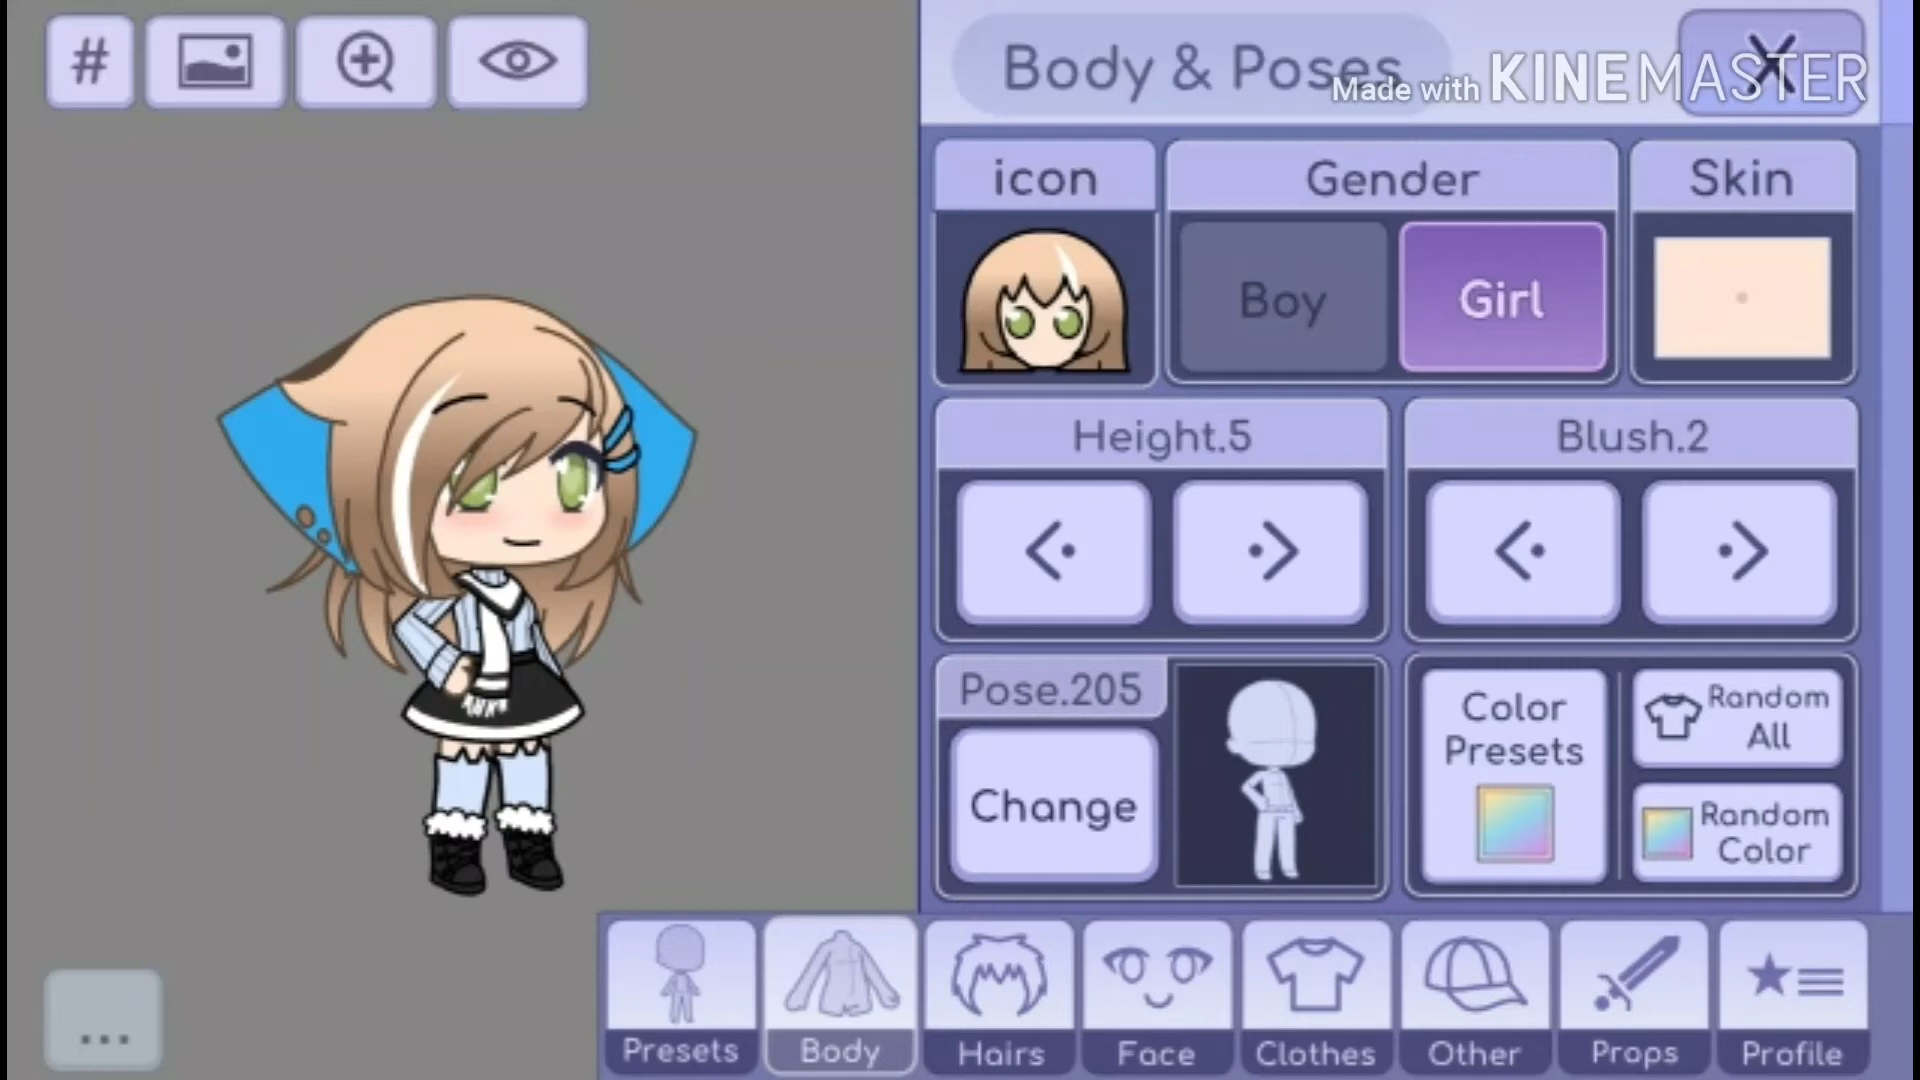 #
Body & Poses
X
Made with KINEMASTER
icon
Gender
Skin
Boy
Girl
Height.5
Blush.2
Pose.205
Change
Color
Presets
Random
All
Random
Color
...
Presets
Body
Hairs
Face
Clothes
Other
Props
Profile